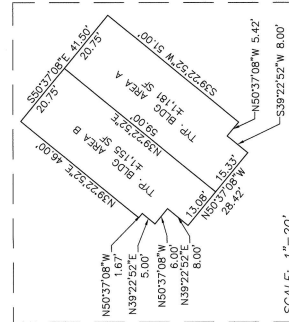 S50°37'08"E 41.50'
20.75'
20.75'
N39°22'52"E 46.00'
TYP. BLDG
AREA B
±1,155
SF
N39°22'52"E
59.00'
TYP. BLDG
AREA A
±1,181
SF
S39°22'52"W 51.00'
N50°37'08"W 5.42'
S39°22'52"W 8.00'
15.33'
13.08'
N50°37'08"W
28.42'
N50°37'08"W
1.67'
N39°22'52"E
5.00'
N50°37'08"W
6.00'
N39°22'52"E
8.00'
SCALE: 1"=20'